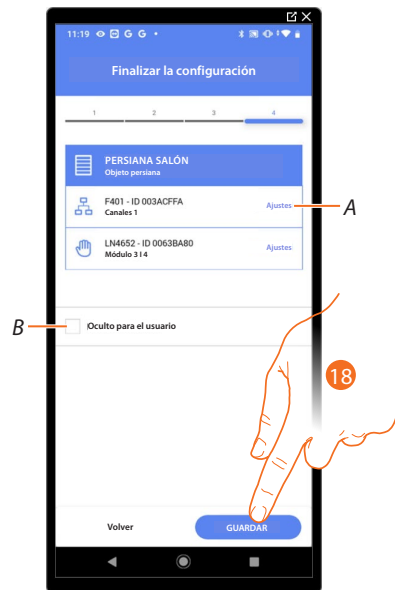 11:19 G G •
Finalizar la configuración
1 2 3 4
PERSIANA SALÓN
Objeto persiana
F401 - ID 003ACFFA
Canales 1
Ajustes
A
LN4652 - ID 0063BA80
Módulo 3 I 4
Ajustes
B
Oculto para el usuario
18
Volver
GUARDAR